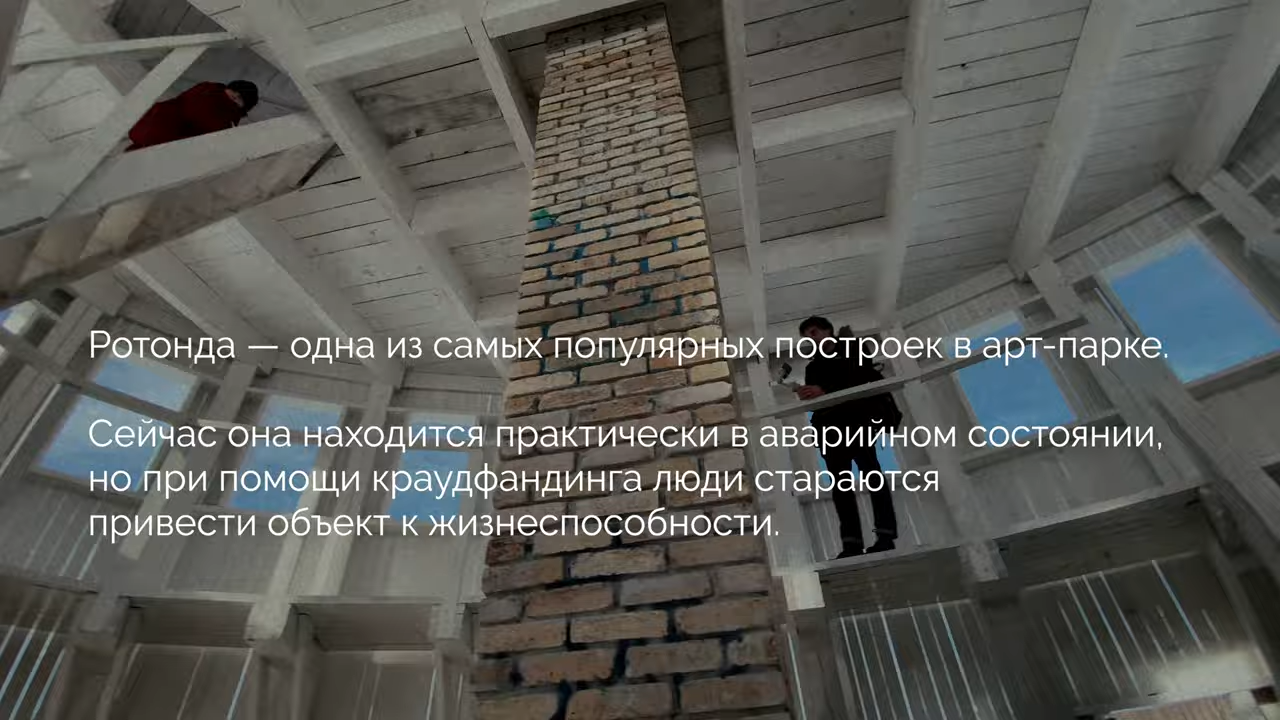 Ротонда — одна из самых популярных построек в арт-парке.
Сейчас она находится практически в аварийном состоянии,
но при помощи краудфандинга люди стараются
привести объект к жизнеспособности.